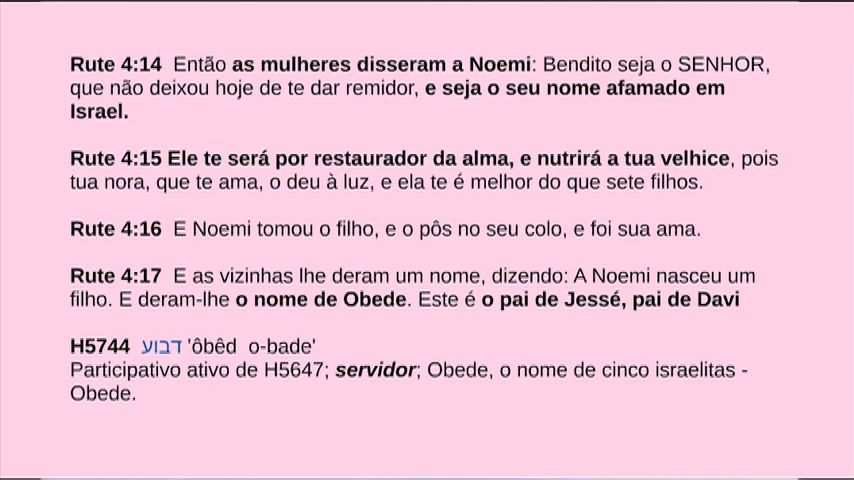 Rute 4:14 Então as mulheres disseram a Noemi: Bendito seja o SENHOR,
que não deixou hoje de te dar remidor, e seja o seu nome afamado em
Israel.
Rute 4:15 Ele te será por restaurador da alma, e nutrirá a tua velhice, pois
tua nora, que te ama, o deu à luz, e ela te é melhor do que sete filhos.
Rute 4:16 E Noemi tomou o filho, e o pôs no seu colo, e foi sua ama.
Rute 4:17 E as vizinhas lhe deram um nome, dizendo: A Noemi nasceu um
filho. E deram-lhe o nome de Obede. Este é o pai de Jessé, pai de Davi
H5744 דבוע 'ôbêd o-bade'
Participativo ativo de H5647; servidor; Obede, o nome de cinco israelitas -
Obede.